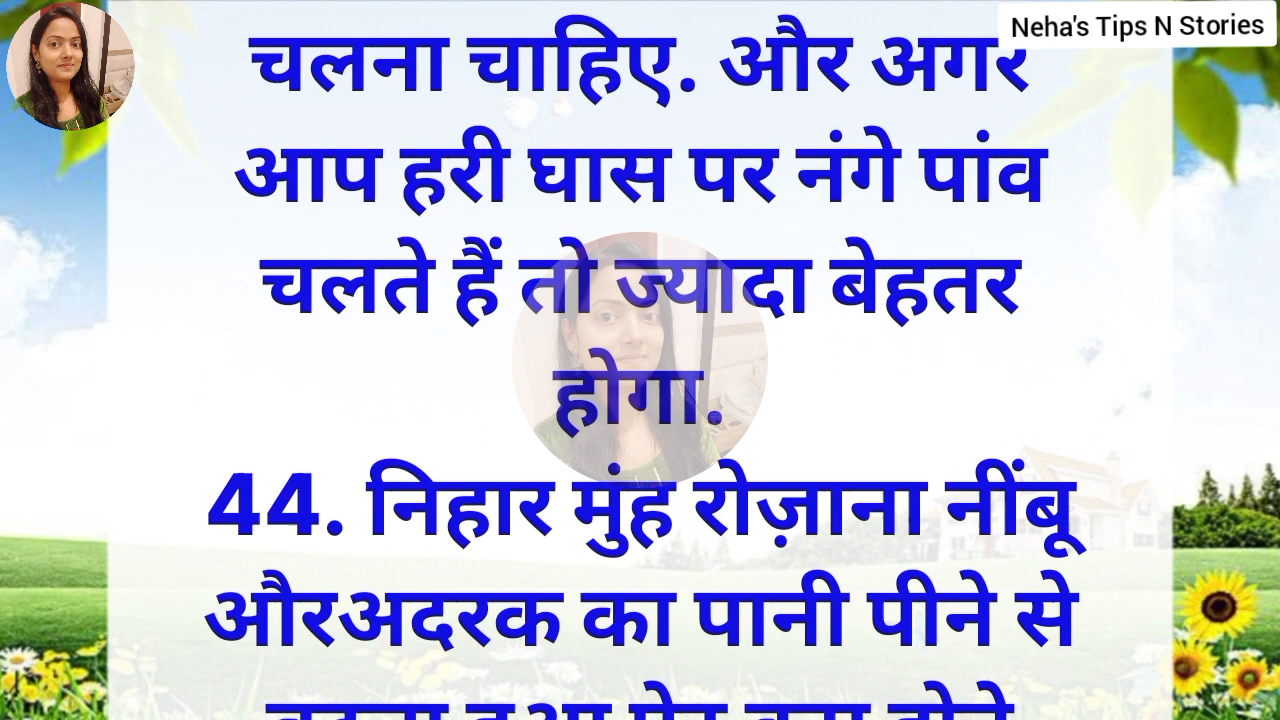 Neha's Tips N Stories
चलना चाहिए. और अगर
आप हरी घास पर नंगे पांव
चलते हैं तो ज्यादा बेहतर
होगा.
44. निहार मुंह रोज़ाना नींबू
औरअदरक का पानी पीने से